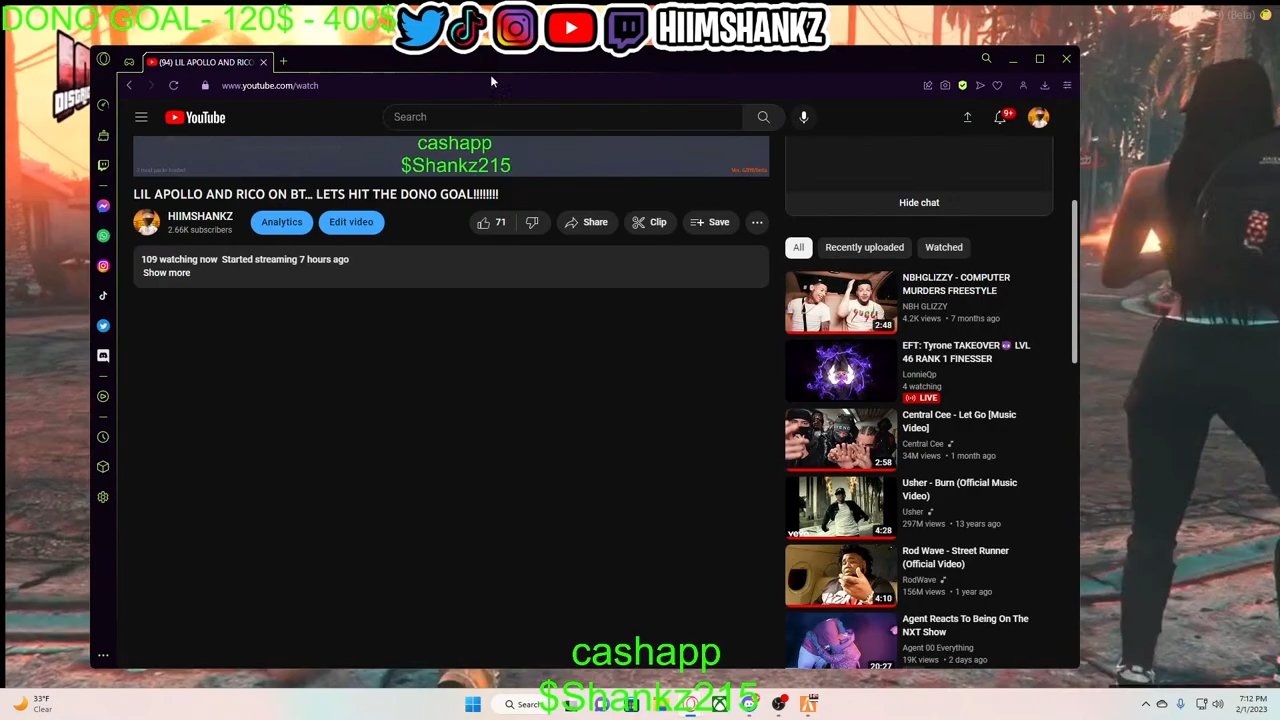 DONO GOAL- 120$ - 400$
HIIMSHANKZ
(94) LIL APOLLO AND RICO
www.youtube.com/watch
YouTube
Search
9+
cashapp
$Shankz215
LIL APOLLO AND RICO ON BT... LETS HIT THE DONO GOAL!!!!!!!!
HIIMSHANKZ
2.66K subscribers
Analytics
Edit video
71
Share
Clip
Save
109 watching now Started streaming 7 hours ago
Show more
Hide chat
All
Recently uploaded
Watched
NBHGLIZZY - COMPUTER
MURDERS FREESTYLE
NBH GLIZZY
4.2K views • 7 months ago
2:48
EFT: Tyrone TAKEOVER😈 LVL
46 RANK 1 FINESSER
LonnieQp
4 watching
LIVE
Central Cee - Let Go [Music
Video]
Central Cee
34M views • 1 month ago
2:58
Usher - Burn (Official Music
Video)
Usher
297M views • 13 years ago
vevo
4:28
Rod Wave - Street Runner
(Official Video)
RodWave
156M views • 1 year ago
4:10
Agent Reacts To Being On The
NXT Show
Agent 00 Everything
19K views • 2 days ago
20:27
cashapp
$Shankz215
33°F
Clear
Search
7:12 PM
2/1/2023